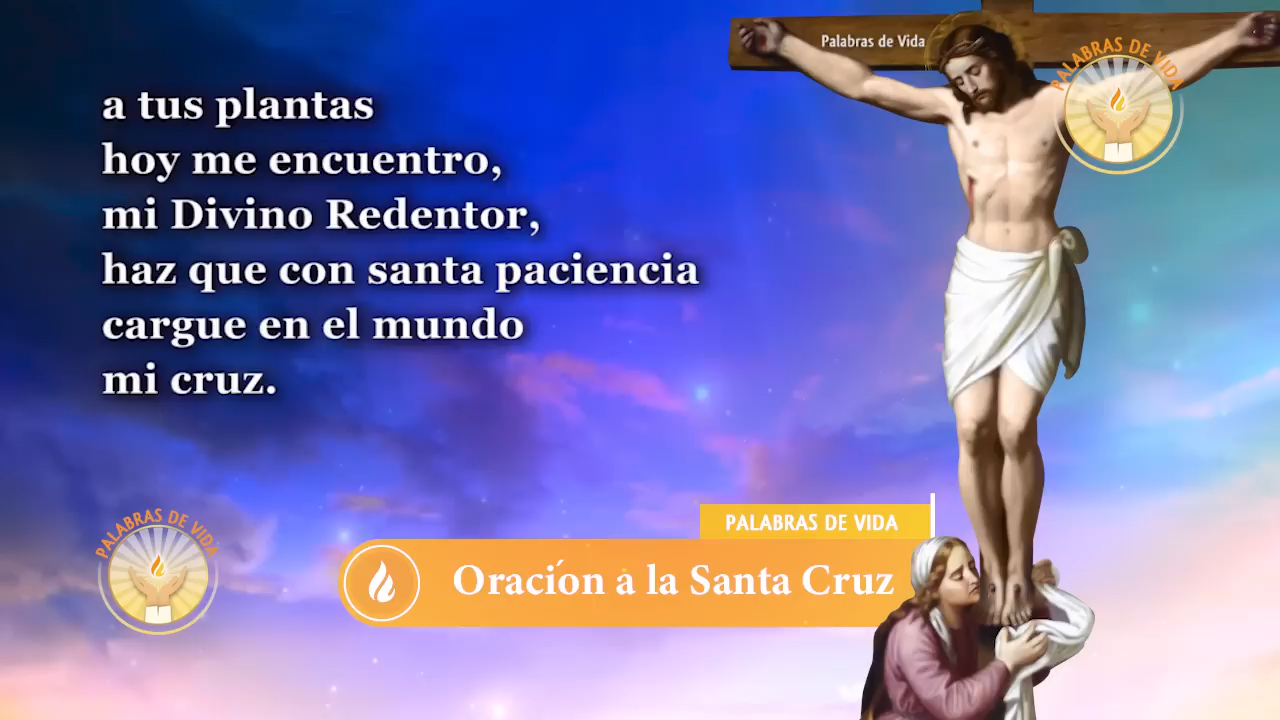 Palabras de Vida
PALABRAS DE VIDA
a tus plantas
hoy me encuentro,
mi Divino Redentor,
haz que con santa paciencia
cargue en el mundo
mi cruz.
PALABRAS DE VIDA
PALABRAS DE VIDA
Oración a la Santa Cruz